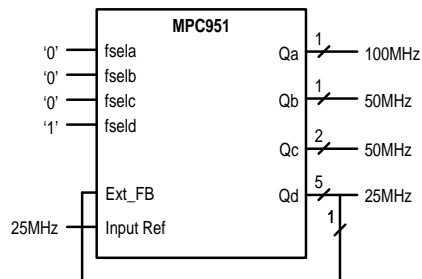 MPC951
'0' fsela Qa 1 100MHz
'0' fselb Qb 1 50MHz
'0' fselc Qc 2 50MHz
'1' fseld Qd 5 25MHz
Ext_FB 1
25MHz Input Ref